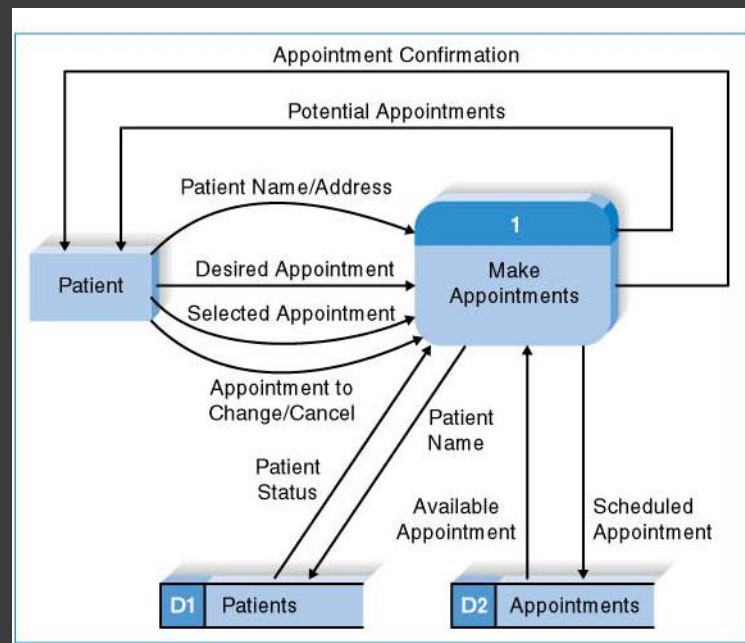 Appointment Confirmation
Potential Appointments
Patient Name/Address
1
Patient
Desired Appointment
Make
Appointments
Selected Appointment
Appointment to
Change/Cancel
Patient
Name
Patient
Status
Available
Appointment
Scheduled
Appointment
D1 Patients
D2 Appointments